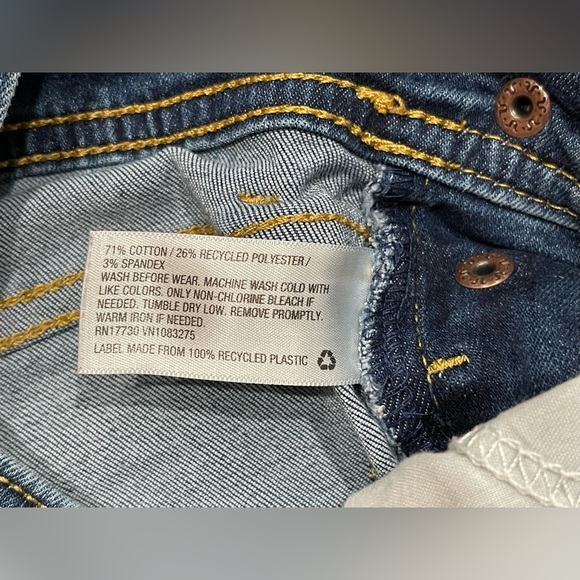 71% COTTON / 26% RECYCLED POLYESTER /
3% SPANDEX
WASH BEFORE WEAR. MACHINE WASH COLD WITH
LIKE COLORS. ONLY NON-CHLORINE BLEACH IF
NEEDED. TUMBLE DRY LOW. REMOVE PROMPTLY.
WARM IRON IF NEEDED.
RN17730 VN1083275
LABEL MADE FROM 100% RECYCLED PLASTIC